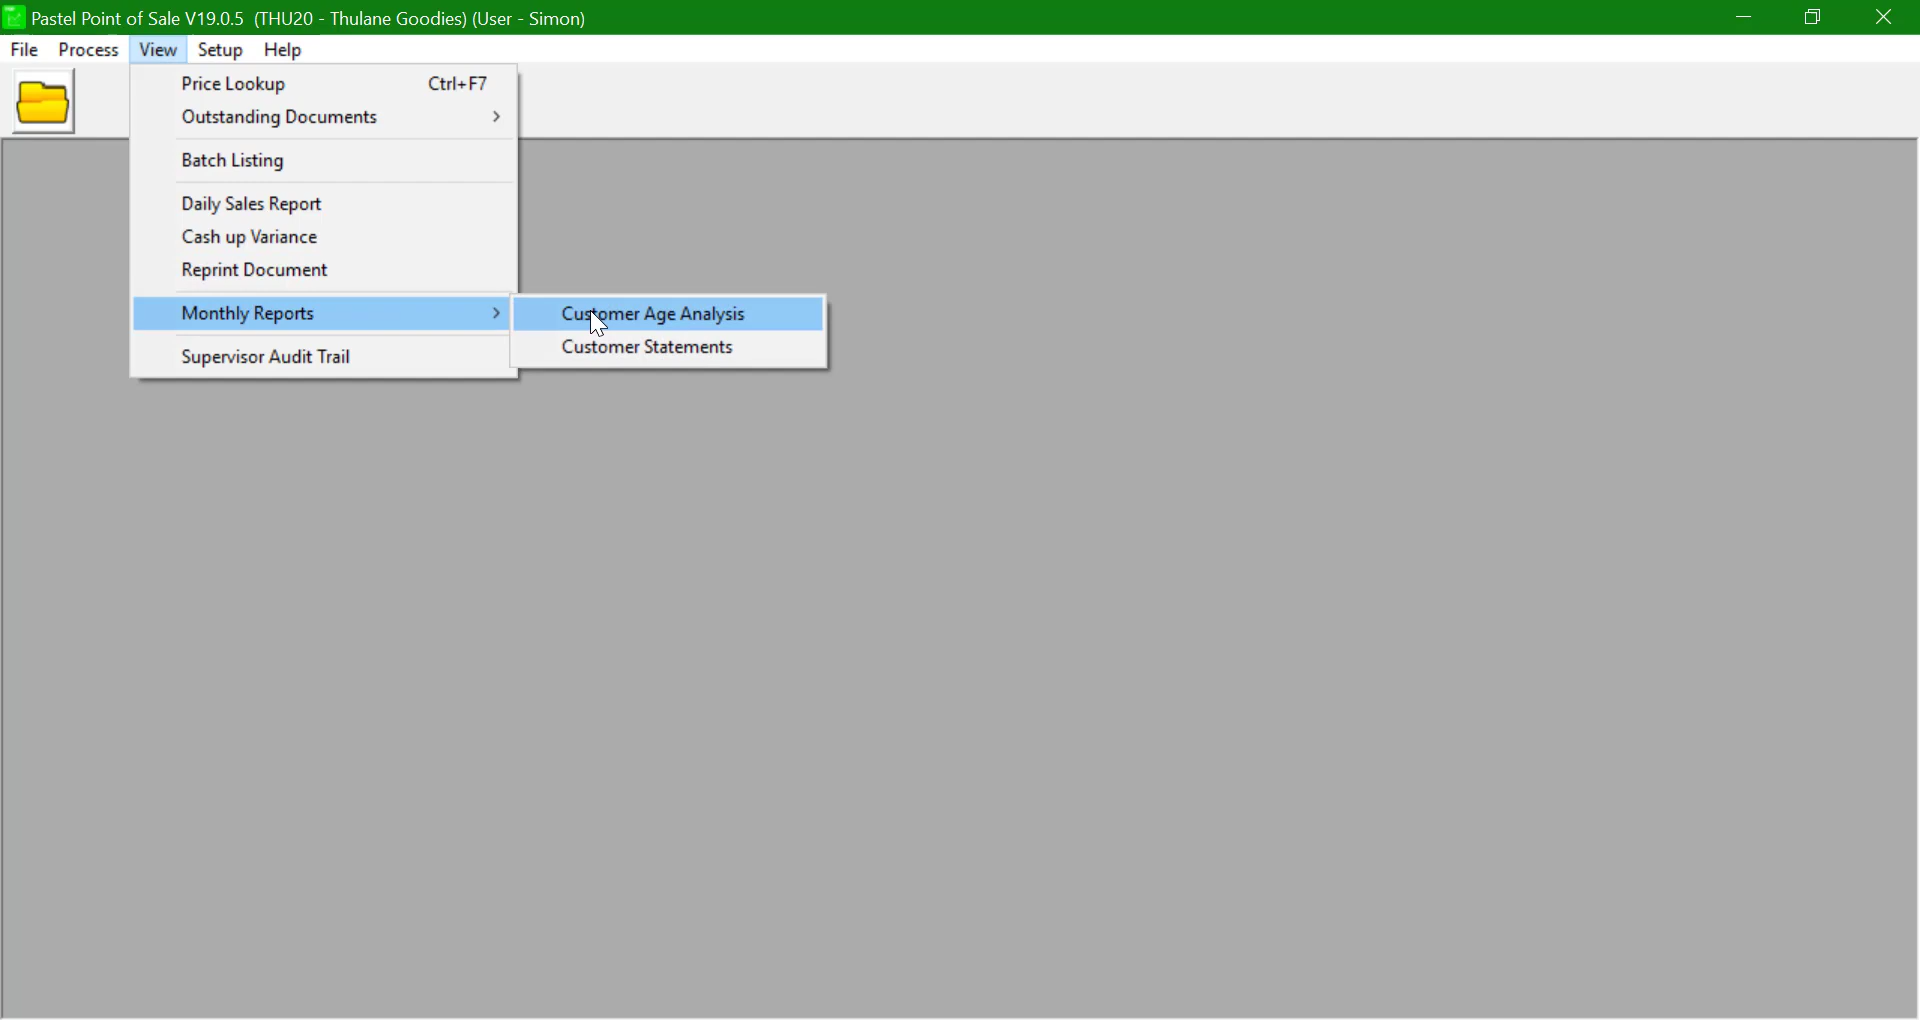 Pastel Point of Sale V19.0.5 (THU20 - Thulane Goodies) (User - Simon)
File Process View Setup Help
Price Lookup Ctrl+F7
Outstanding Documents
Batch Listing
Daily Sales Report
Cash up Variance
Reprint Document
Monthly Reports
Customer Age Analysis
Customer Statements
Supervisor Audit Trail